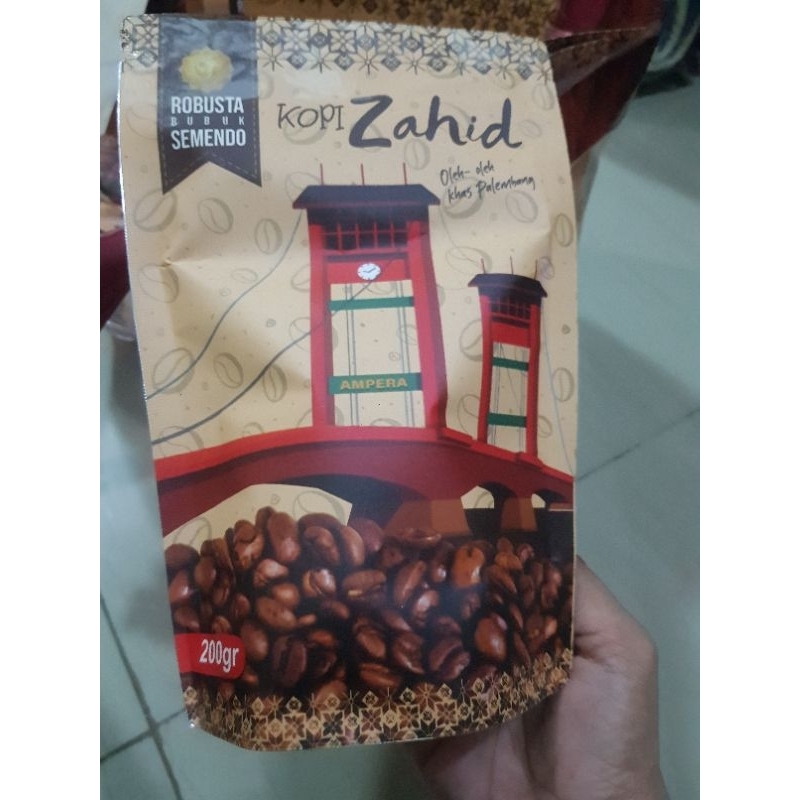 ROBUSTA
BUBUK
SEMENDO
KOPI Zahid
Oleh-oleh
khas Palembang
AMPERA
200gr